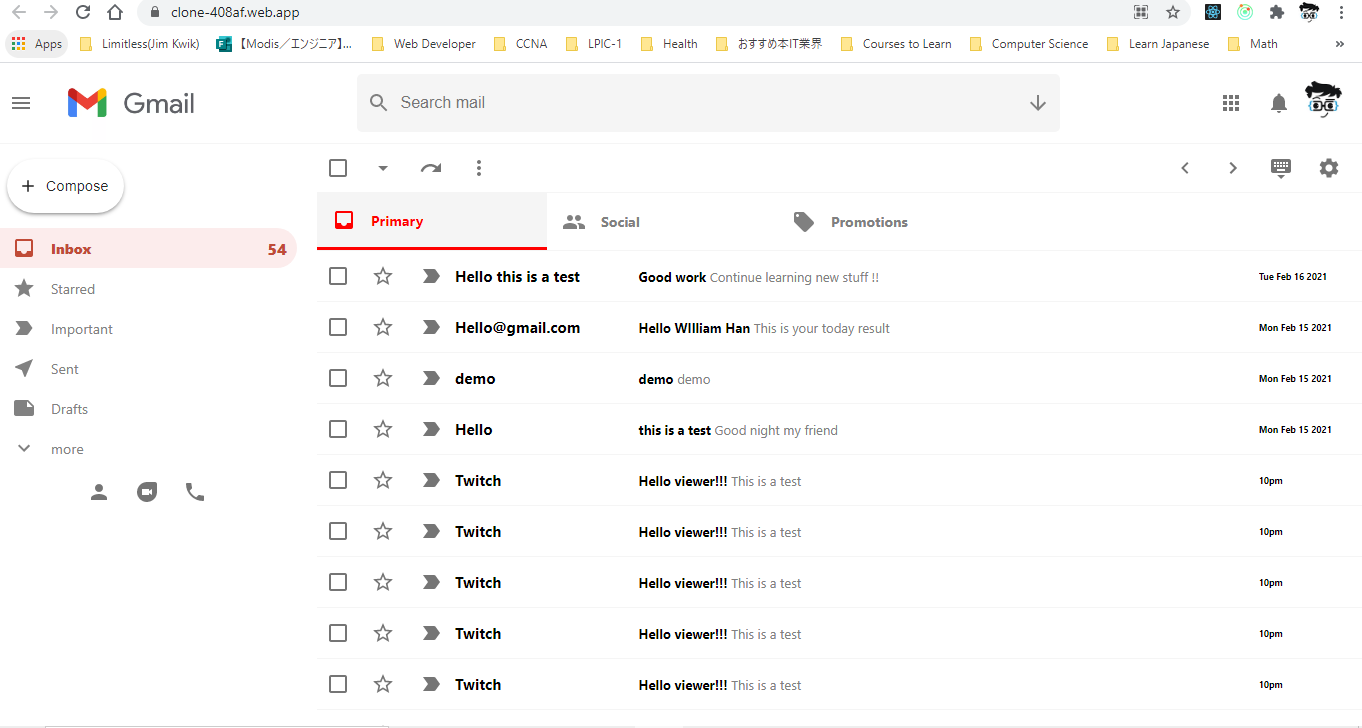 clone-408af.web.app
Apps Limitless(Jim Kwik) 【Modis／エンジニア】... Web Developer CCNA LPIC-1 Health おすすめ本IT業界 Courses to Learn Computer Science Learn Japanese Math »
Gmail Search mail
Compose
Inbox 54
Starred
Important
Sent
Drafts
more
Primary Social Promotions
Hello this is a test Good work Continue learning new stuff !! Tue Feb 16 2021
Hello@gmail.com Hello WIlliam Han This is your today result Mon Feb 15 2021
demo demo demo Mon Feb 15 2021
Hello this is a test Good night my friend Mon Feb 15 2021
Twitch Hello viewer!!! This is a test 10pm
Twitch Hello viewer!!! This is a test 10pm
Twitch Hello viewer!!! This is a test 10pm
Twitch Hello viewer!!! This is a test 10pm
Twitch Hello viewer!!! This is a test 10pm